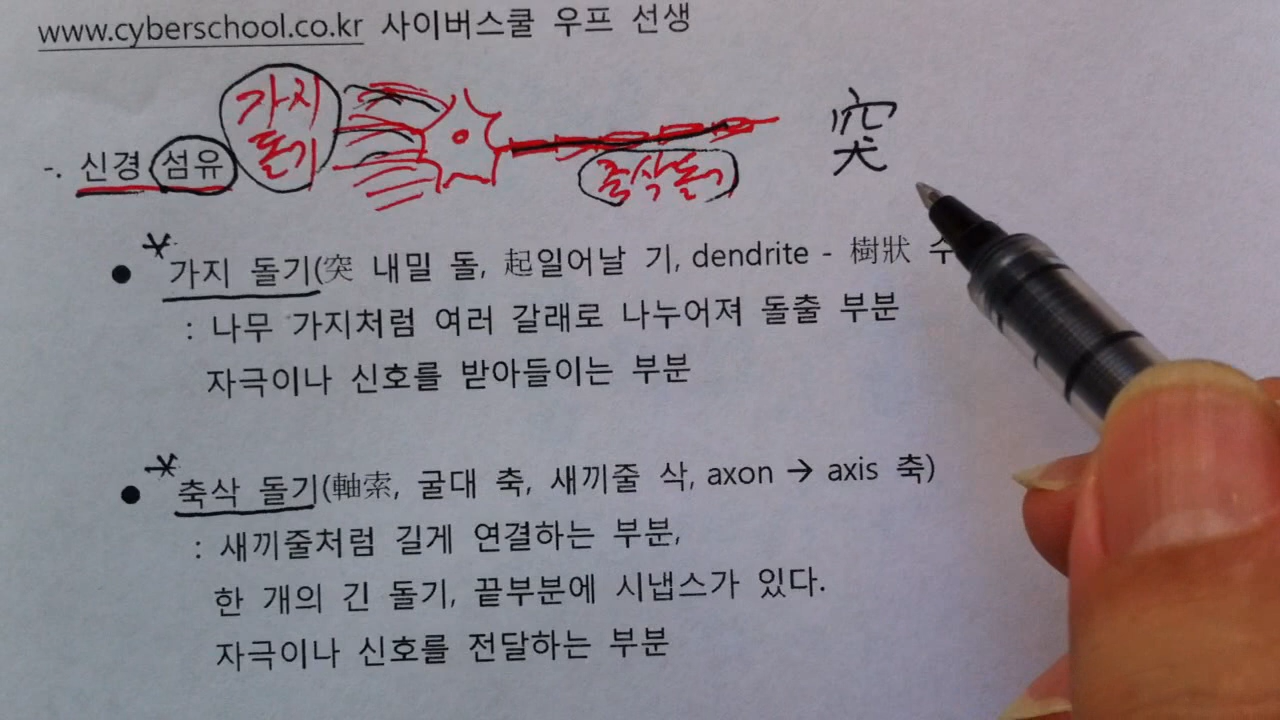 www.cyberschool.co.kr 사이버스쿨 우프 선생
가지
돌기
축삭돌기
突
-. 신경 섬유
* 가지 돌기(突 내밀 돌, 起일어날 기, dendrite - 樹狀 수
: 나무 가지처럼 여러 갈래로 나누어져 돌출 부분
자극이나 신호를 받아들이는 부분
* 축삭 돌기(軸索, 굴대 축, 새끼줄 삭, axon → axis 축)
: 새끼줄처럼 길게 연결하는 부분,
한 개의 긴 돌기, 끝부분에 시냅스가 있다.
자극이나 신호를 전달하는 부분